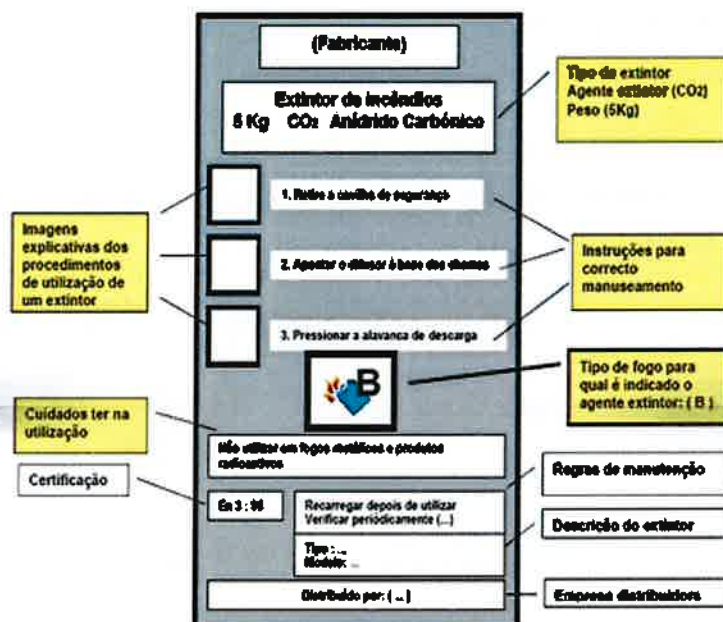 (Fabricante)
Extintor de incêndios
5 Kg CO₂ Anidrido Carbónico
Tipo de extintor
Agente extintor (CO2)
Peso (5Kg)
1. Retire a cavilha de segurança
2. Apontar o difusor à base das chamas
3. Pressionar a alavanca de descarga
Imagens
explicativas dos
procedimentos
de utilização de
um extintor
Instruções para
correcto
manuseamento
B
Tipo de fogo para
qual é indicado o
agente extintor: ( B )
Cuidados ter na
utilização
Não utilizar em fogos metálicos e produtos
radioactivos
Certificação
En 3 : 96
Recarregar depois de utilizar
Verificar periódicamente (...)
Regras de manutenção
Tipo : ...
Modelo: ...
Descrição do extintor
Distribuído por: ( ... )
Empresa distribuidora